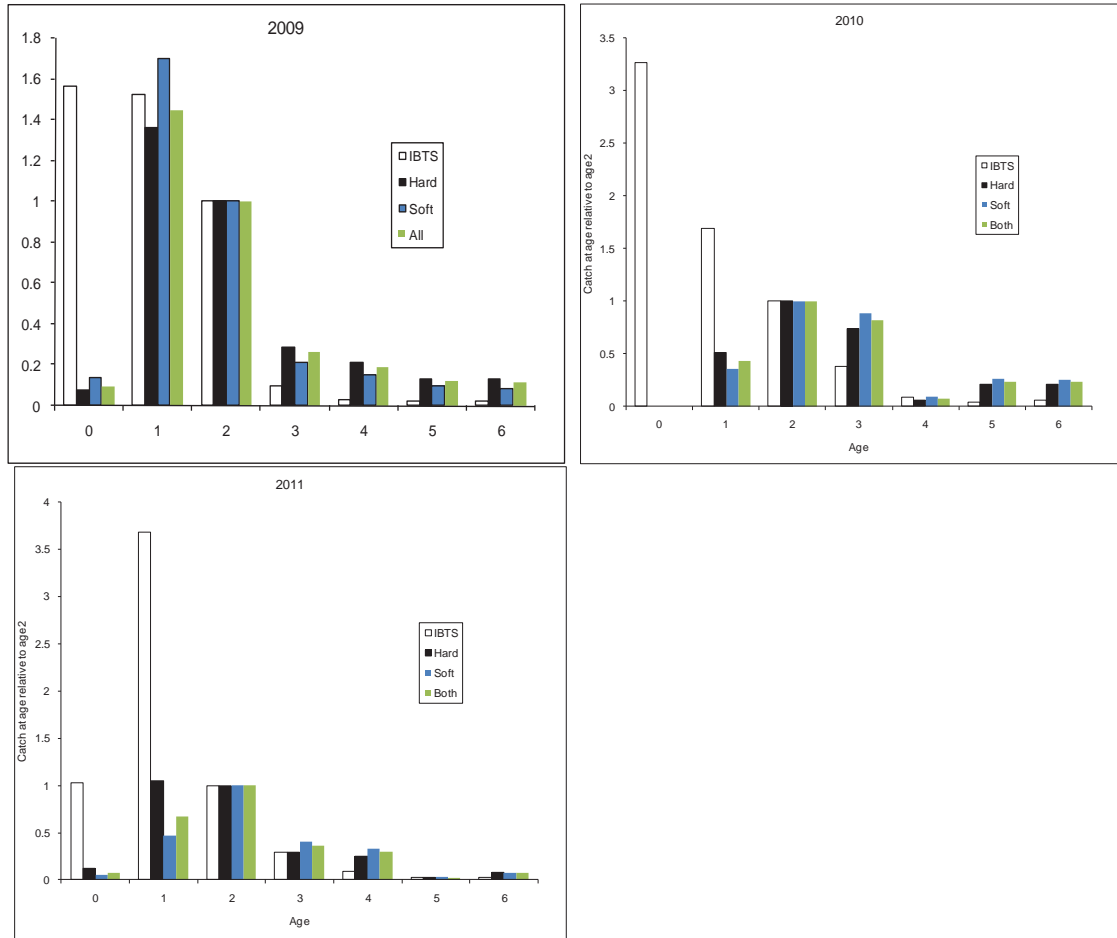 2009
1.8
1.6
1.4
1.2
1
0.8
0.6
0.4
0.2
0
IBTS
Hard
Soft
All
0 1 2 3 4 5 6
2010
Catch at age relative to age2
3.5
3
2.5
2
1.5
1
0.5
0
IBTS
Hard
Soft
Both
0 1 2 3 4 5 6
Age
2011
Catch at age relative to age2
4
3.5
3
2.5
2
1.5
1
0.5
0
IBTS
Hard
Soft
Both
0 1 2 3 4 5 6
Age